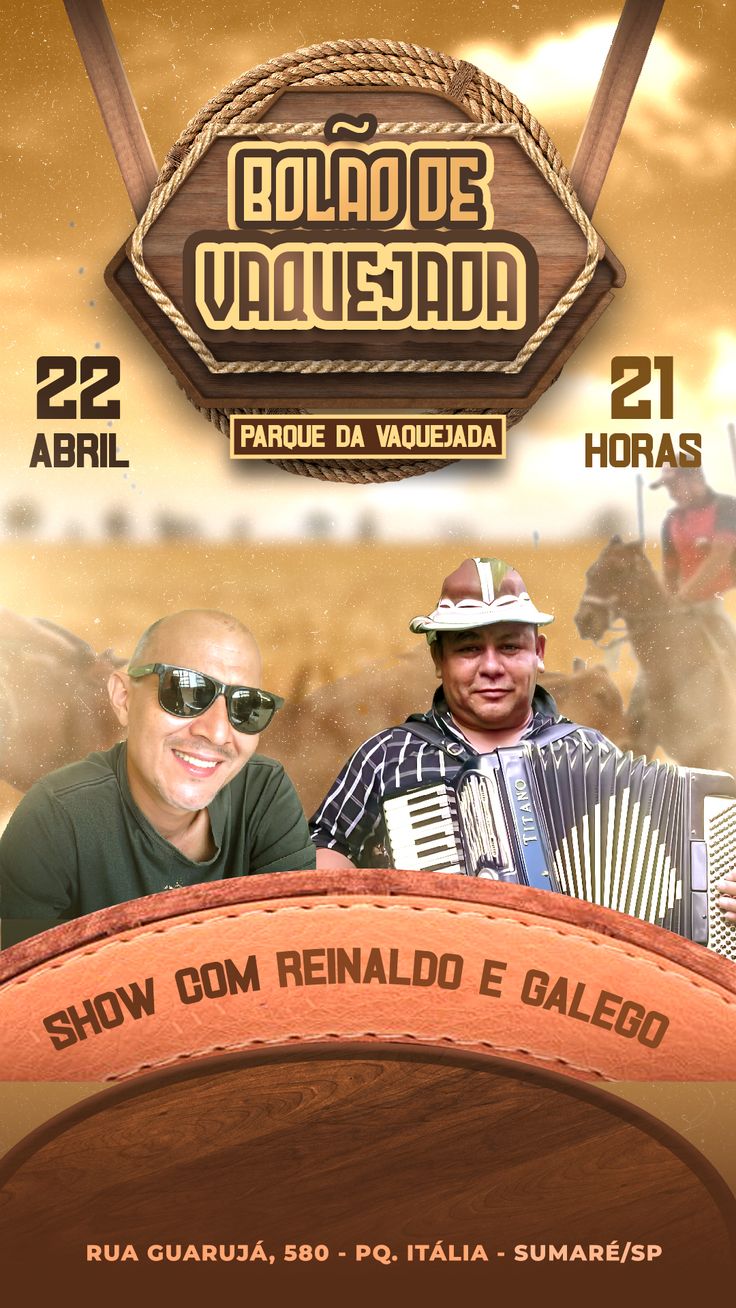 BOLÃO DE
VAQUEJADA
22
ABRIL
21
HORAS
PARQUE DA VAQUEJADA
TITANO
SHOW COM REINALDO E GALEGO
RUA GUARUJÁ, 580 - PQ. ITÁLIA - SUMARÉ/SP